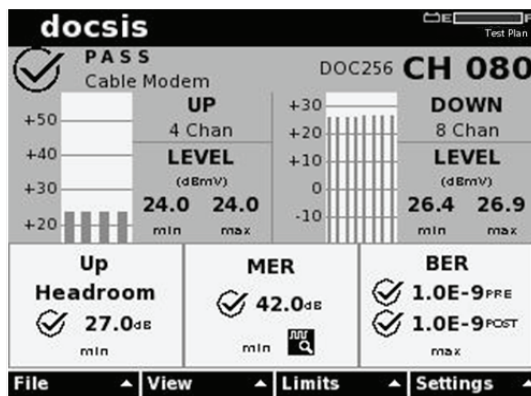 docsis
E F
Test Plan
PASS
Cable Modem
DOC256 CH 080
UP
4 Chan
LEVEL
(dBmV)
24.0 24.0
min max
+50
+40
+30
+20
DOWN
8 Chan
LEVEL
(dBmV)
26.4 26.9
min max
+30
+20
+10
0
-10
Up
Headroom
27.0dB
min
MER
42.0dB
min
BER
1.0E-9PRE
1.0E-9POST
max
File View Limits Settings